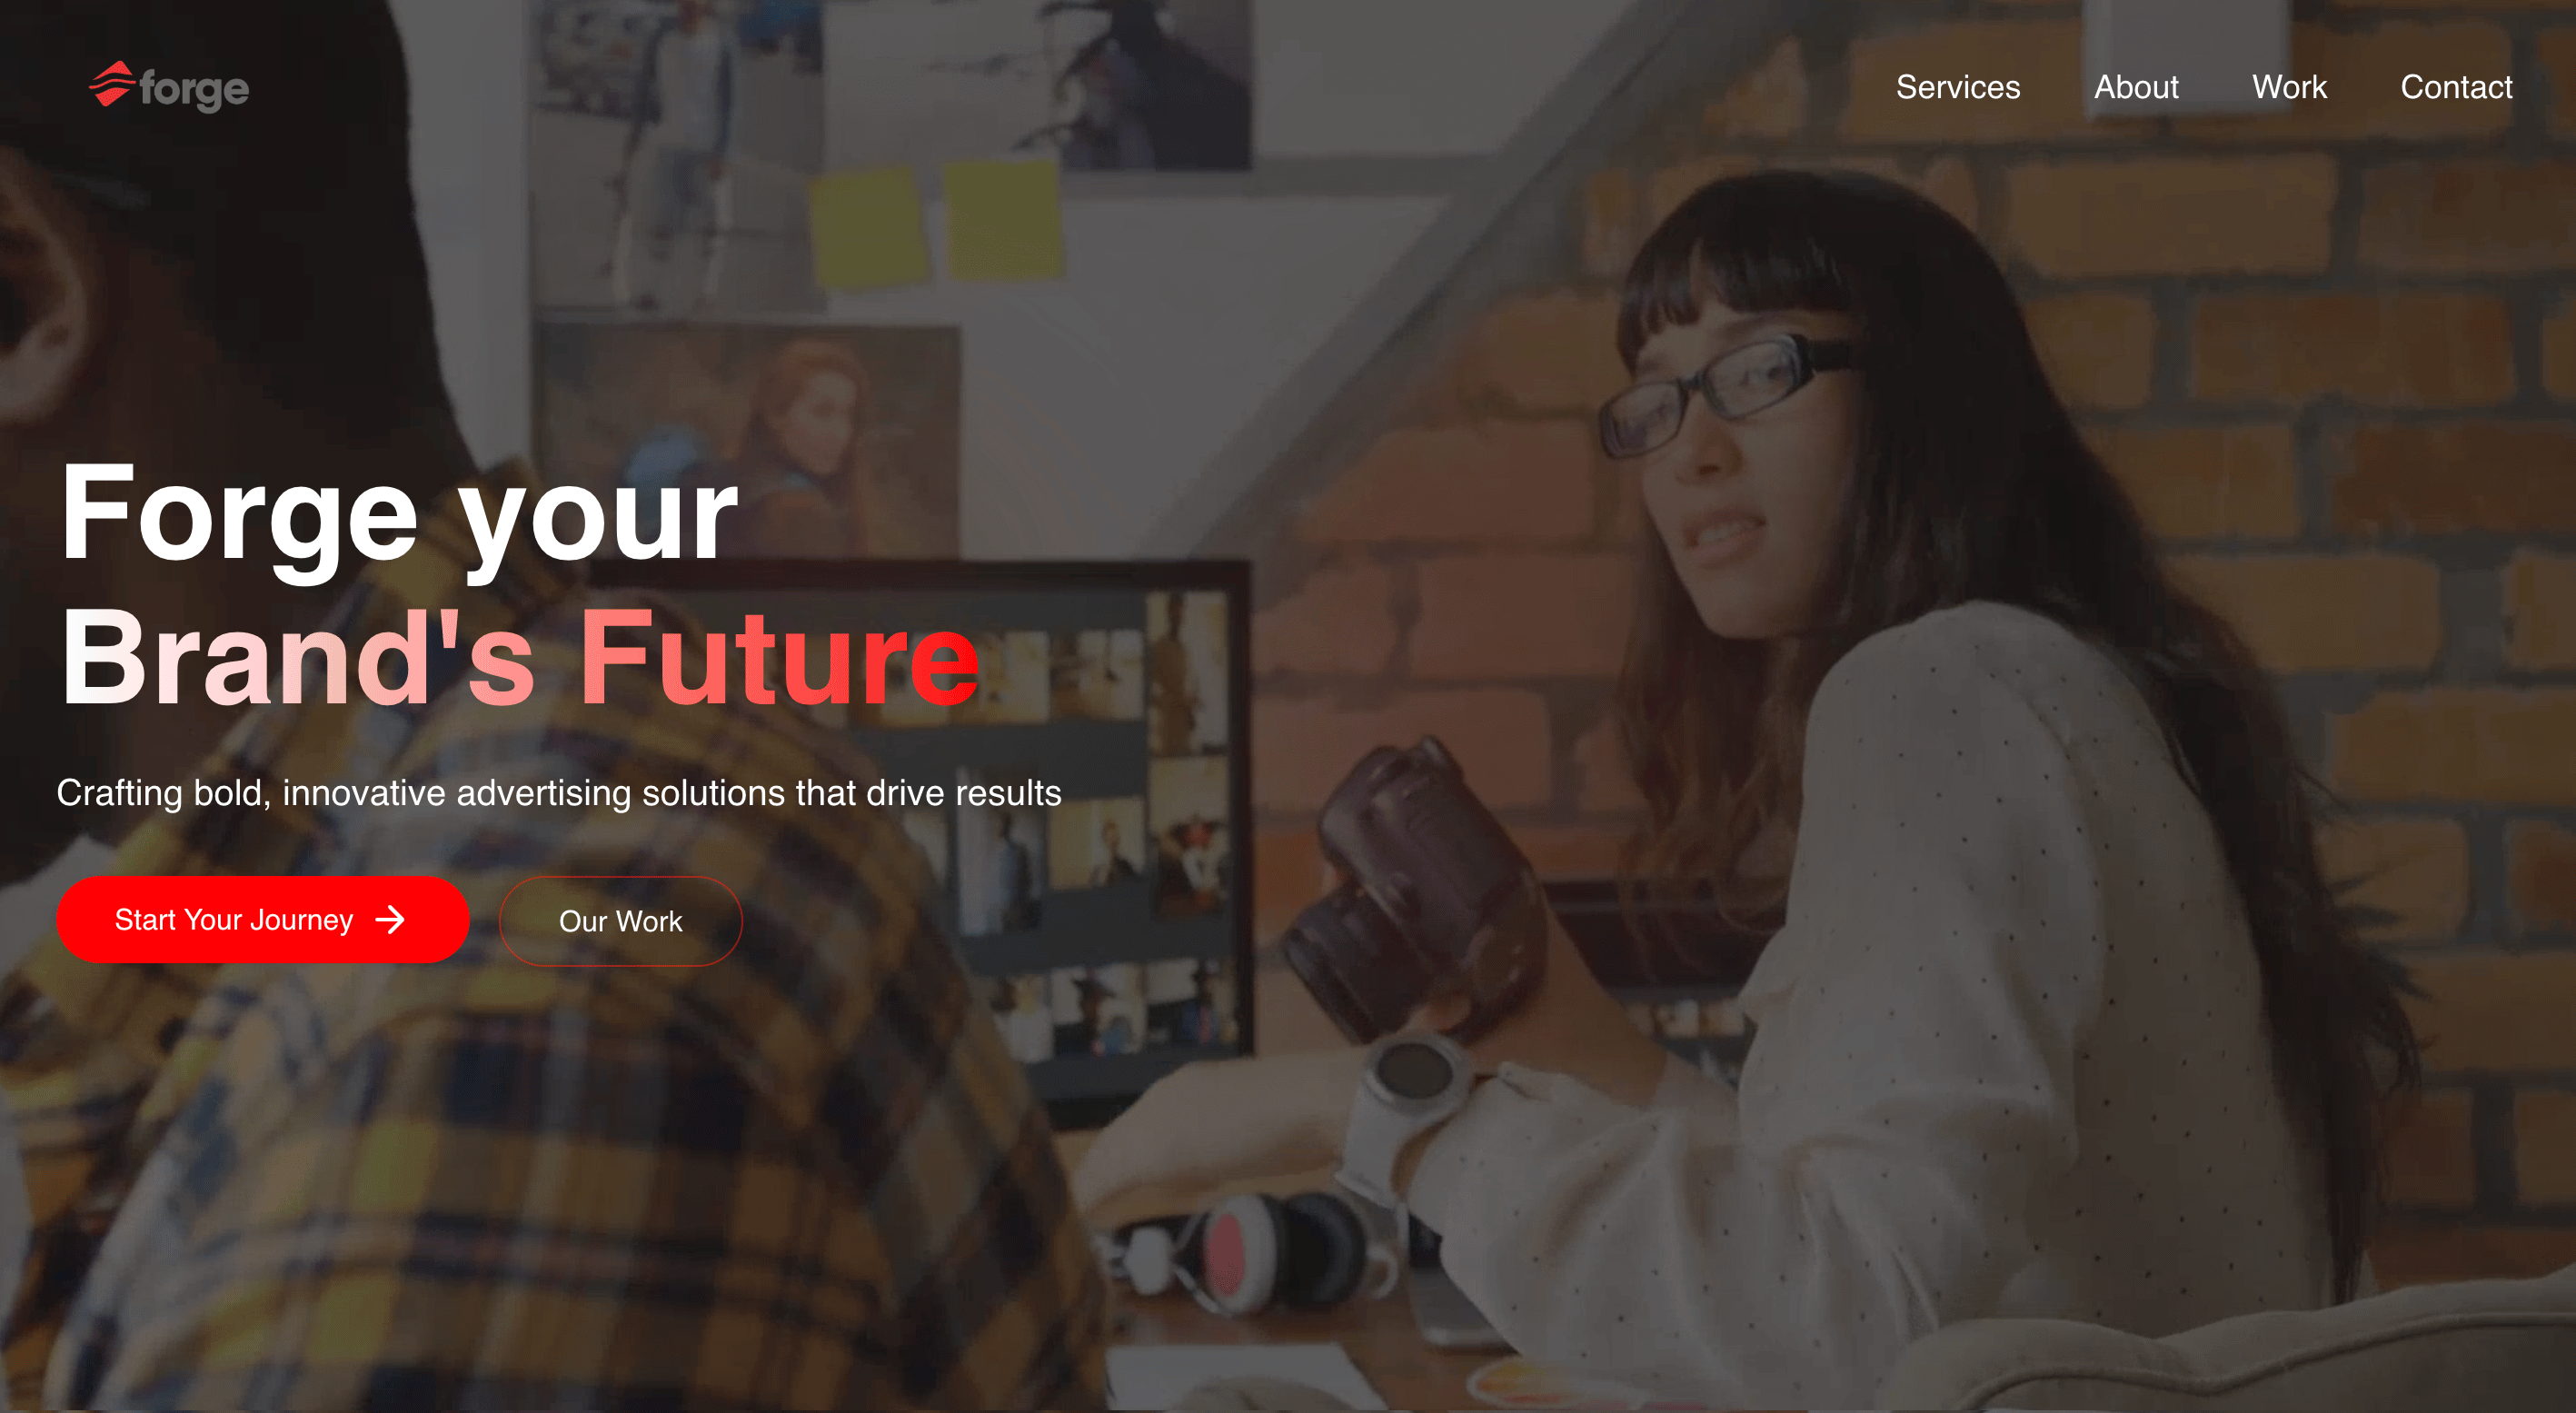 forge
Services
About
Work
Contact
Forge your
Brand's Future
Crafting bold, innovative advertising solutions that drive results
Start Your Journey
Our Work